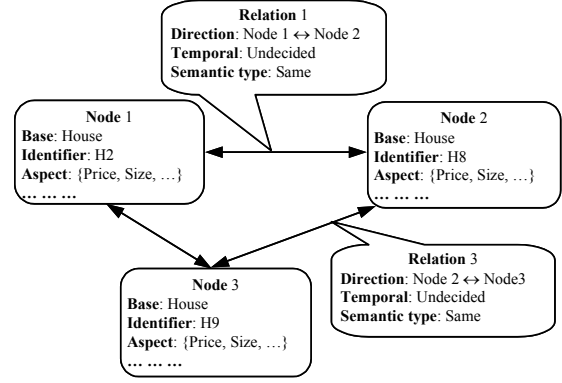 Relation 1
Direction: Node 1 ↔ Node 2
Temporal: Undecided
Semantic type: Same
Node 1
Base: House
Identifier: H2
Aspect: {Price, Size, …}
… … …
Node 2
Base: House
Identifier: H8
Aspect: {Price, Size, …}
… … …
Relation 3
Direction: Node 2 ↔ Node3
Temporal: Undecided
Semantic type: Same
Node 3
Base: House
Identifier: H9
Aspect: {Price, Size, …}
… … …